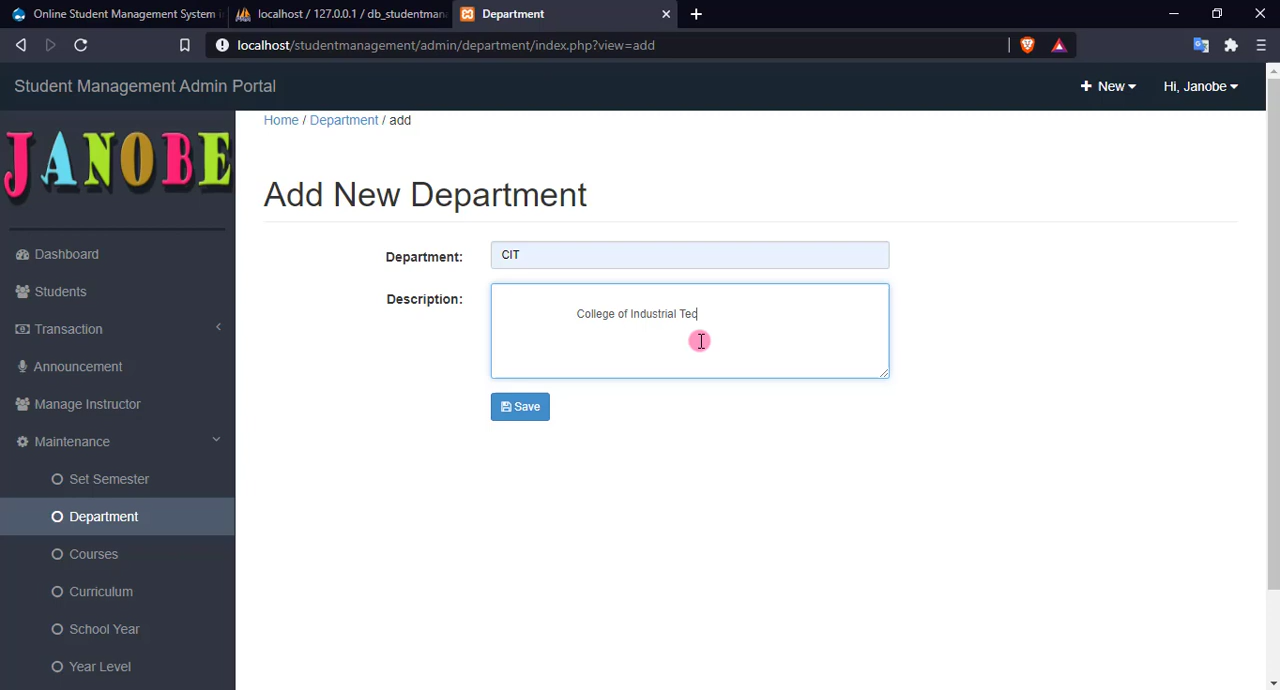 Online Student Management System i
localhost / 127.0.0.1 / db_studentmana
Department
localhost/studentmanagement/admin/department/index.php?view=add
Student Management Admin Portal
New
Hi, Janobe
JANOBE
Home / Department / add
Add New Department
Department:
CIT
Description:
College of Industrial Tec
Save
Dashboard
Students
Transaction
Announcement
Manage Instructor
Maintenance
Set Semester
Department
Courses
Curriculum
School Year
Year Level